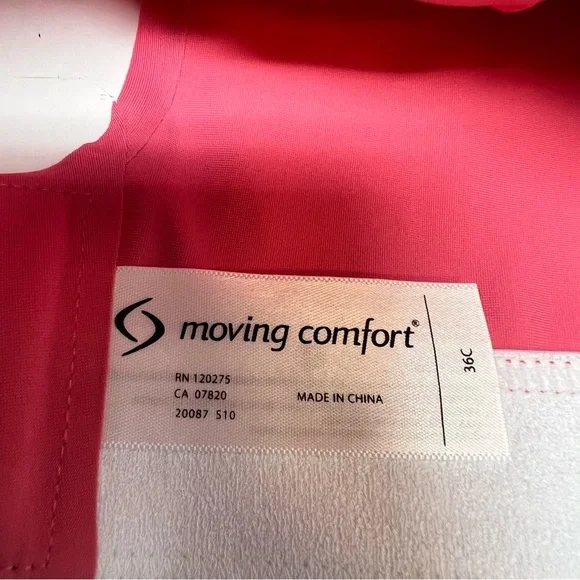 moving comfort®
RN 120275
CA 07820
MADE IN CHINA
20087 S10
36C